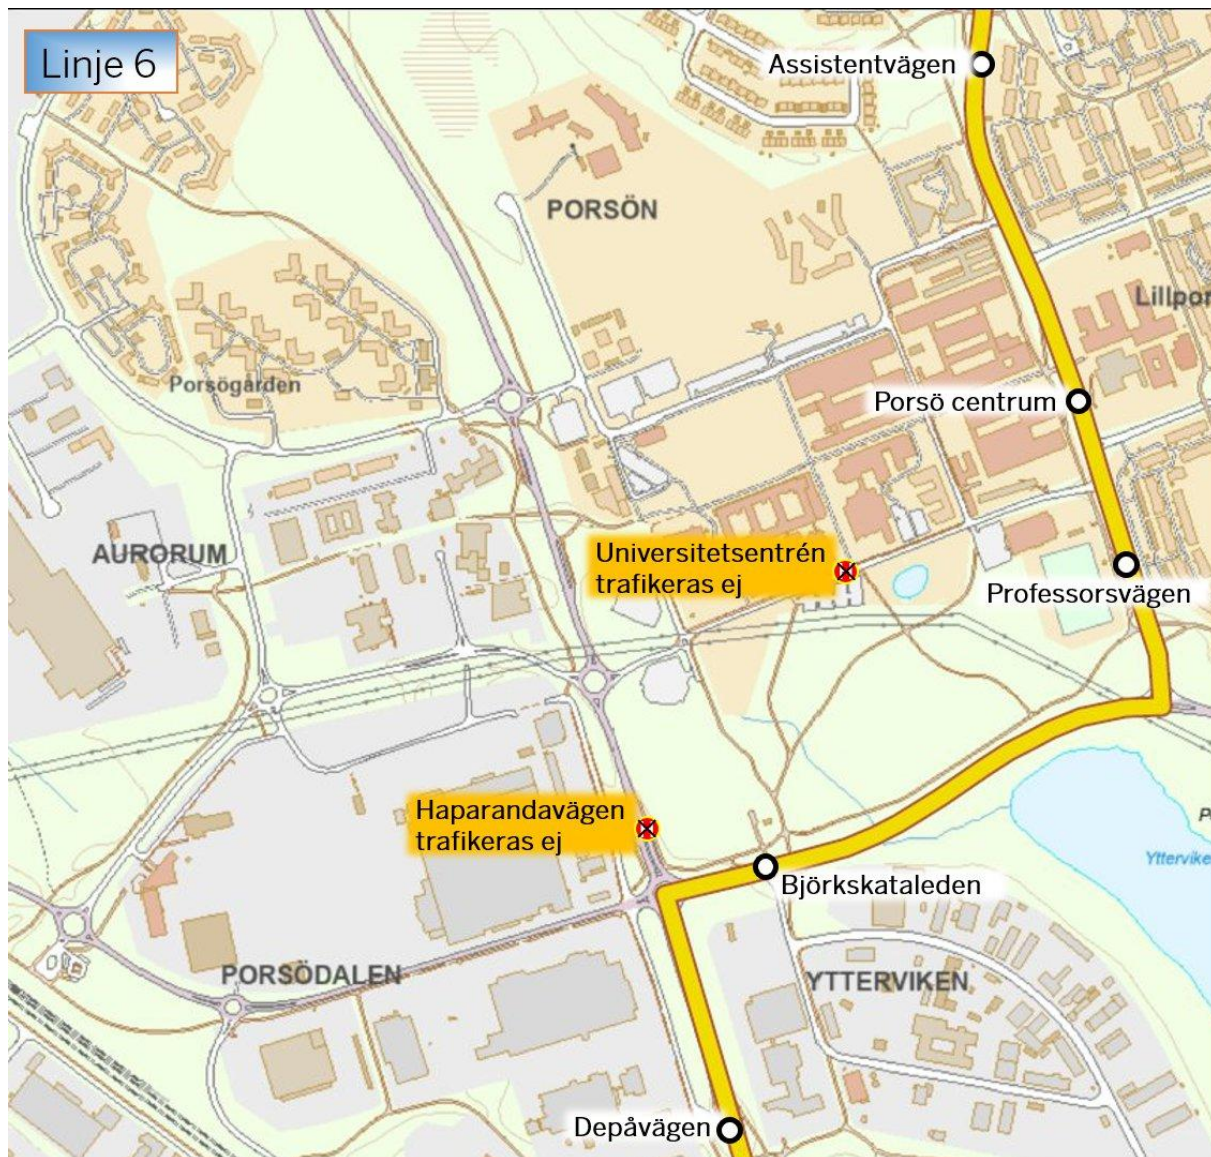 Linje 6
Assistentvägen
PORSÖN
Porsögården
Porsö centrum
AURORUM
Universitetsentrén
trafikeras ej
Professorsvägen
Haparandavägen
trafikeras ej
Björkskataleden
PORSÖDALEN
YTTERVIKEN
Depåvägen